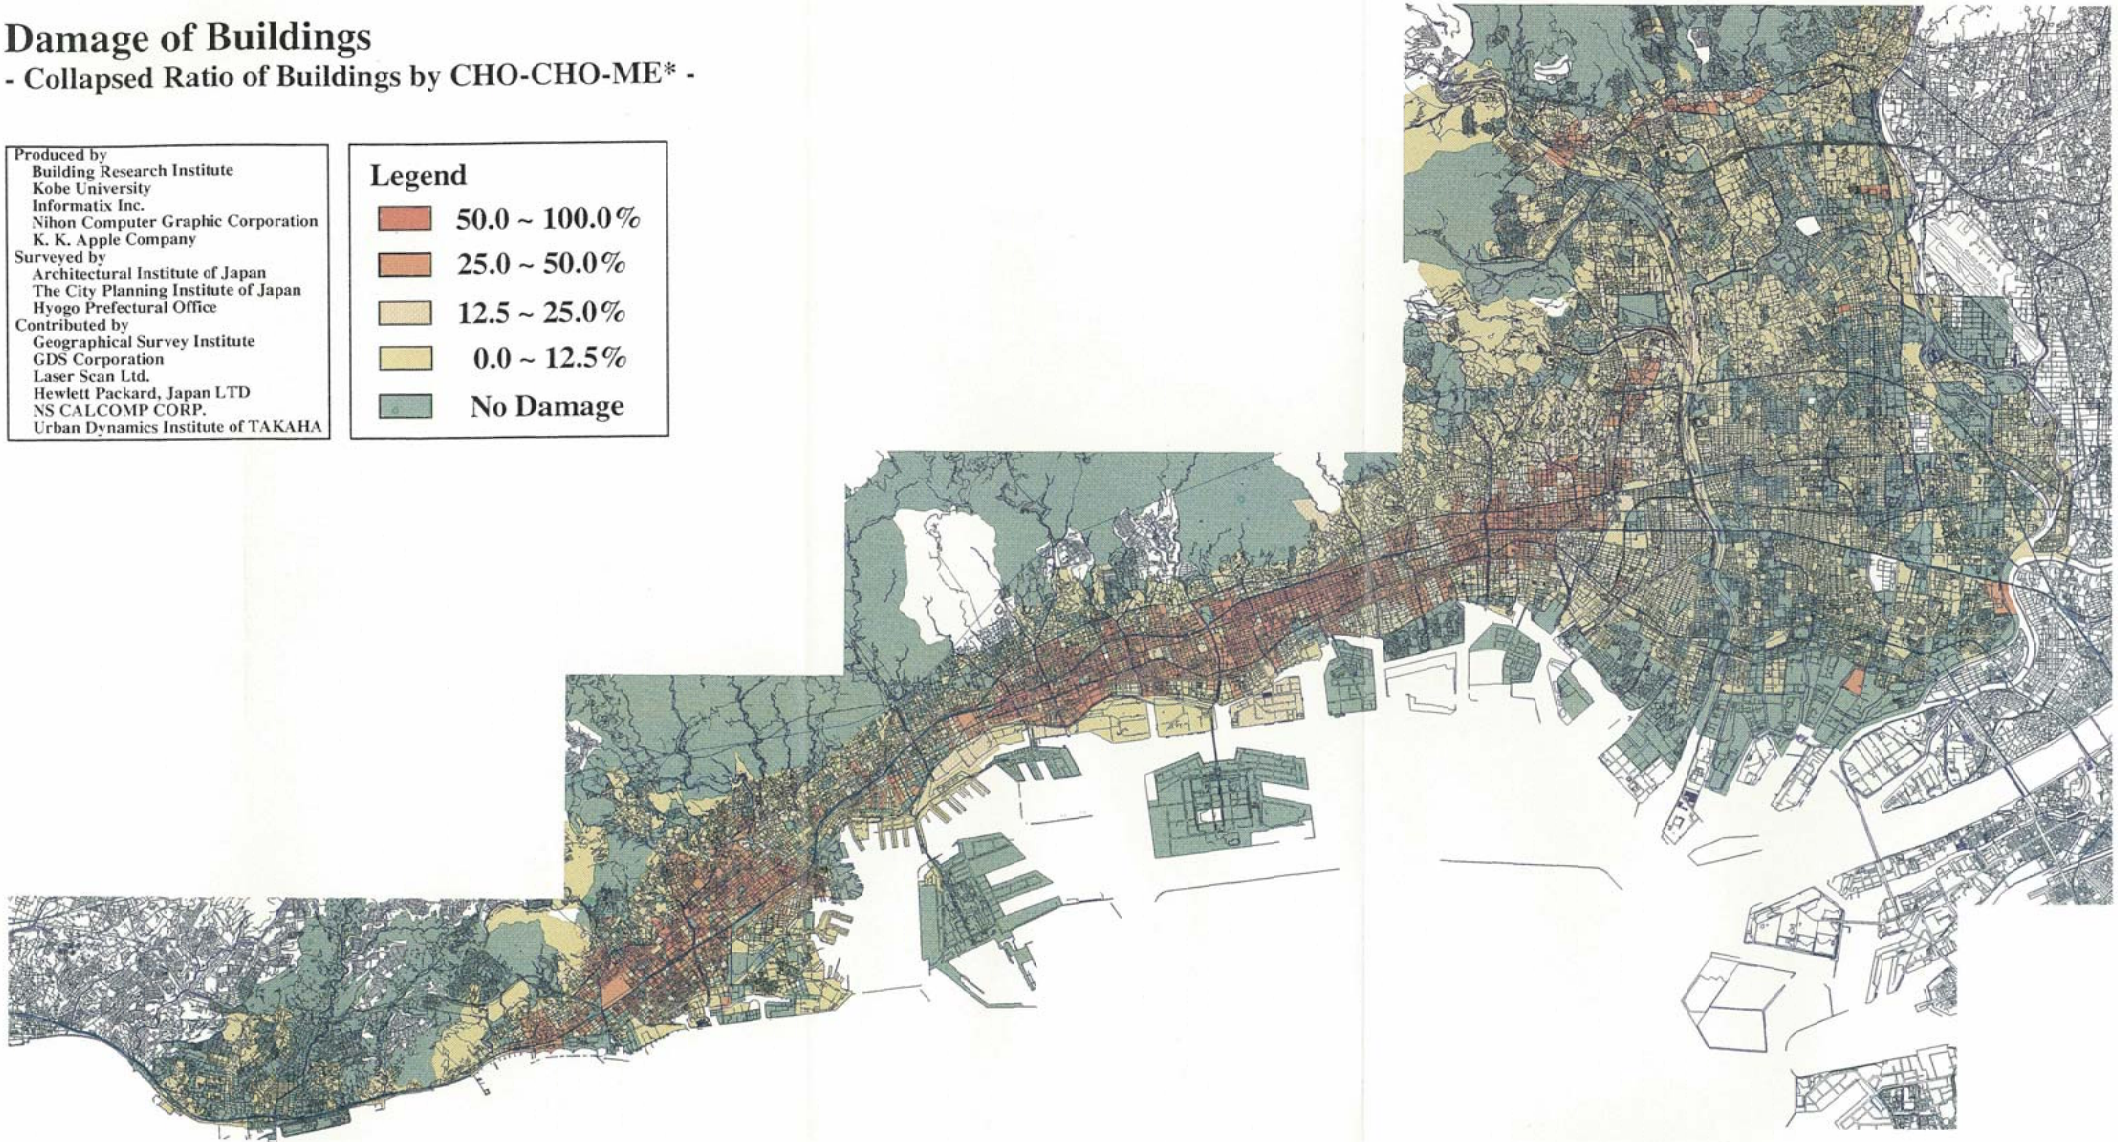 Damage of Buildings
- Collapsed Ratio of Buildings by CHO-CHO-ME* -
Produced by
Building Research Institute
Kobe University
Informatix Inc.
Nihon Computer Graphic Corporation
K. K. Apple Company
Surveyed by
Architectural Institute of Japan
The City Planning Institute of Japan
Hyogo Prefectural Office
Contributed by
Geographical Survey Institute
GDS Corporation
Laser Scan Ltd.
Hewlett Packard, Japan LTD
NS CALCOMP CORP.
Urban Dynamics Institute of TAKAHA
Legend
50.0 ~ 100.0%
25.0 ~ 50.0%
12.5 ~ 25.0%
0.0 ~ 12.5%
No Damage